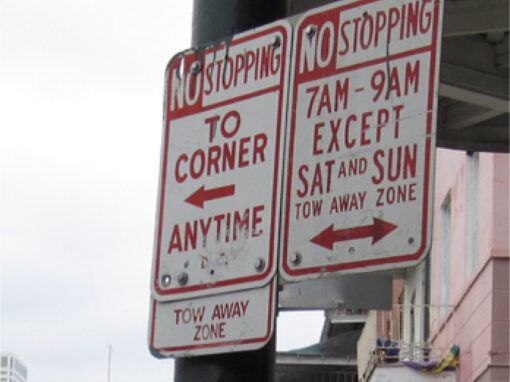 NO STOPPING
TO
CORNER
ANYTIME
TOW AWAY
ZONE
NO STOPPING
7AM - 9AM
EXCEPT
SAT AND SUN
TOW AWAY ZONE